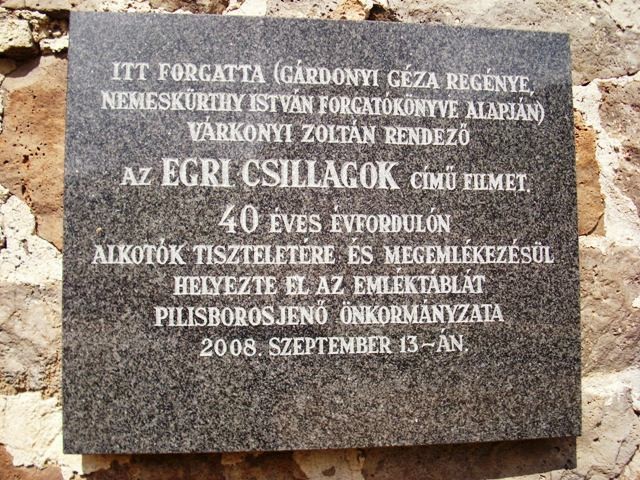 ITT FORGATTA (GÁRDONYI GÉZA REGÉNYE,
NEMESKÜRTHY ISTVÁN FORGATÓKÖNYVE ALAPJÁN)
VÁRKONYI ZOLTÁN RENDEZŐ
AZ EGRI CSILLAGOK CÍMŰ FILMET.
40 ÉVES ÉVFORDULÓN
ALKOTÓK TISZTELETÉRE ÉS MEGEMLÉKEZÉSÜL
HELYEZTE EL AZ EMLÉKTÁBLÁT
PILISBOROSJENŐ ÖNKORMÁNYZATA
2008. SZEPTEMBER 13-ÁN.